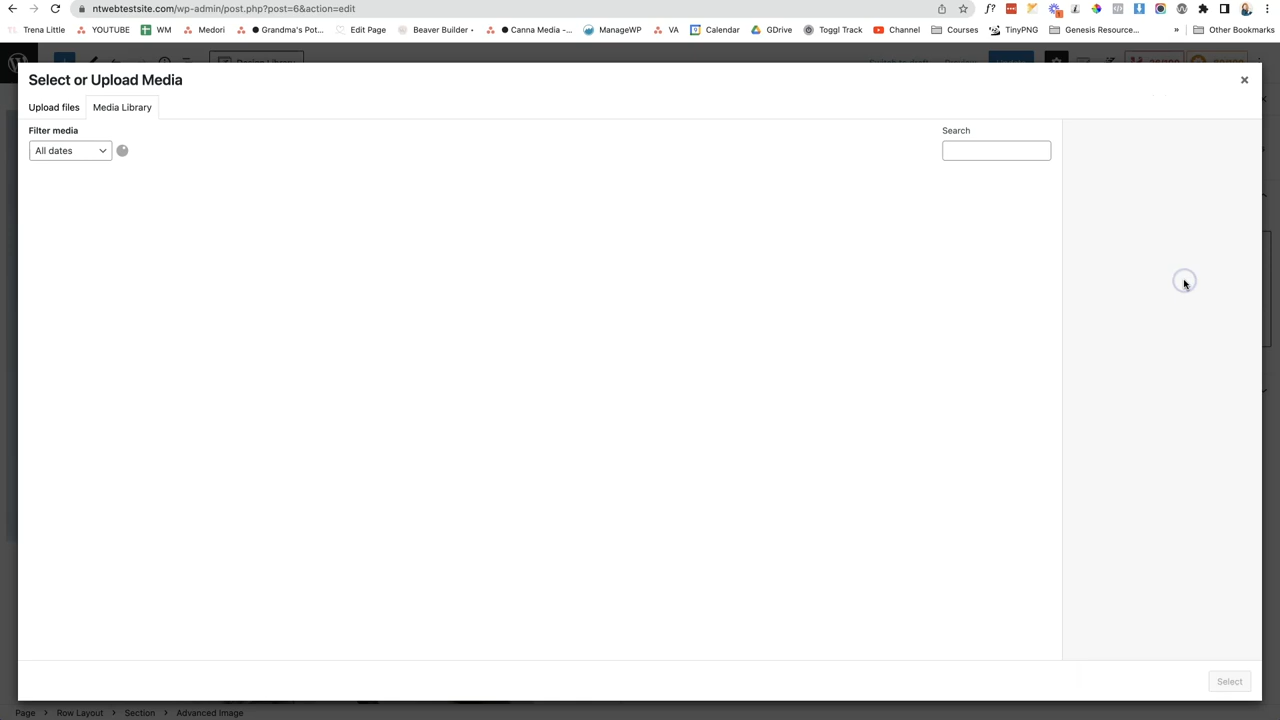 ntwebtestsite.com/wp-admin/post.php?post=6&action=edit
Trena Little YOUTUBE WM Medori Grandma's Pot... Edit Page Beaver Builder Canna Media -... ManageWP VA Calendar GDrive Toggl Track Channel Courses TinyPNG Genesis Resource... » Other Bookmarks
Select or Upload Media
Upload files Media Library
Filter media Search
All dates
Select
Page > Row Layout > Section > Advanced Image